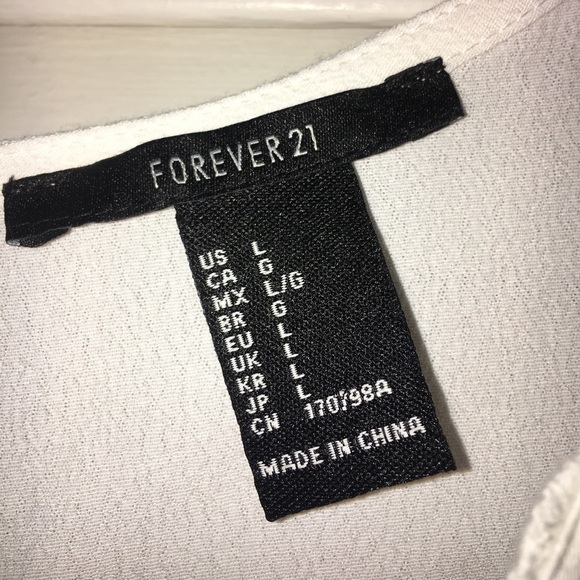 FOREVER 21
US L
CA G
MX L/G
BR G
EU L
UK L
KR L
JP L
CN 170/98A
MADE IN CHINA